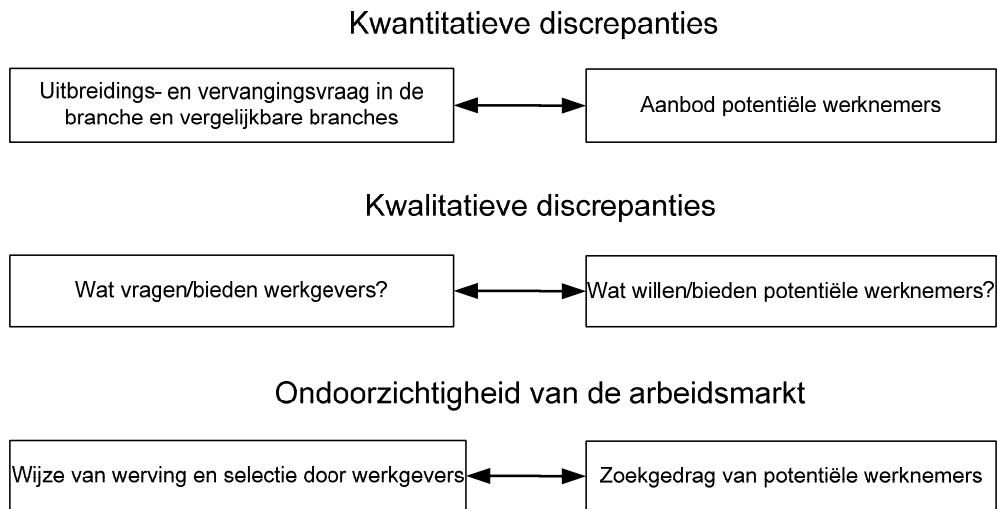 Kwantitatieve discrepanties
Uitbreidings- en vervangingsvraag in de
branche en vergelijkbare branches
Aanbod potentiële werknemers
Kwalitatieve discrepanties
Wat vragen/bieden werkgevers?
Wat willen/bieden potentiële werknemers?
Ondoorzichtigheid van de arbeidsmarkt
Wijze van werving en selectie door werkgevers
Zoekgedrag van potentiële werknemers